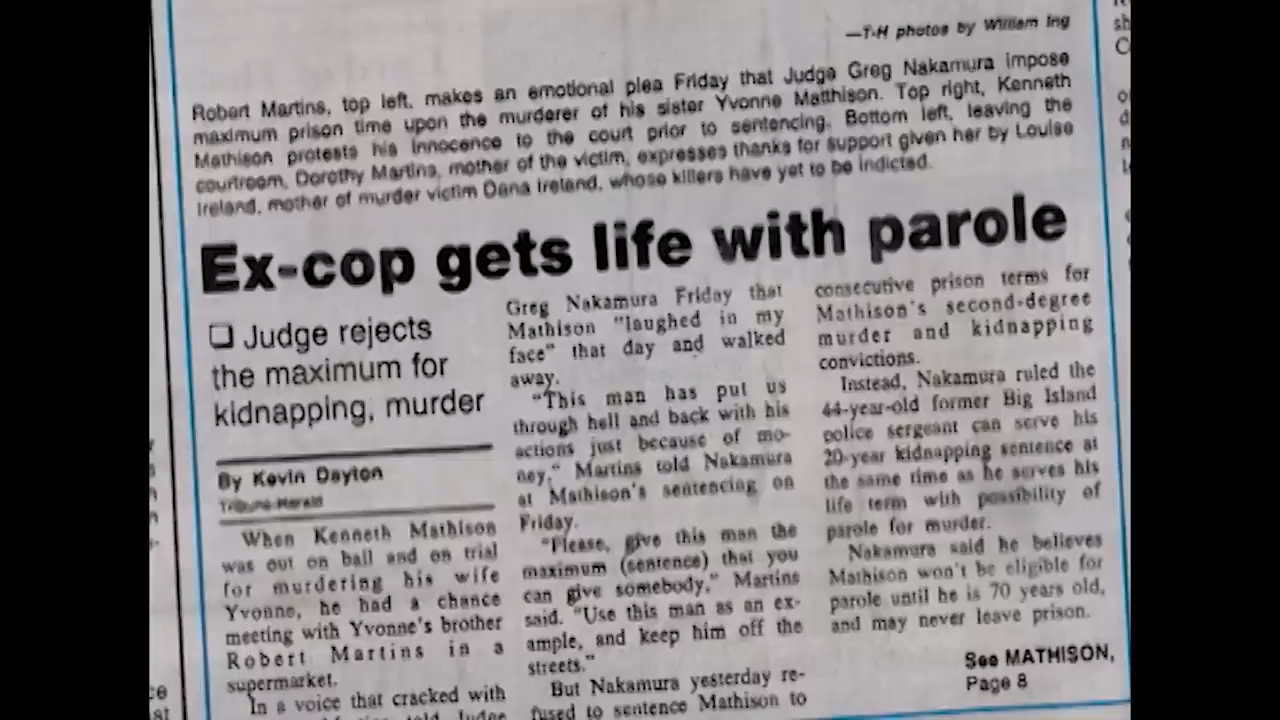 —T-H photos by William Ing
Robert Martins, top left, makes an emotional plea Friday that Judge Greg Nakamura impose
maximum prison time upon the murderer of his sister Yvonne Matthison. Top right, Kenneth
Mathison protests his innocence to the court prior to sentencing. Bottom left, leaving the
courtroom, Dorothy Martins, mother of the victim, expresses thanks for support given her by Louise
Ireland, mother of murder victim Dana Ireland, whose killers have yet to be indicted.
Ex-cop gets life with parole
❑ Judge rejects
the maximum for
kidnapping, murder
By Kevin Dayton
Tribune-Herald
When Kenneth Mathison
was out on bail and on trial
for murdering his wife
Yvonne, he had a chance
meeting with Yvonne's brother
Robert Martins in a
supermarket.
In a voice that cracked with
Judge
Greg Nakamura Friday that
Mathison "laughed in my
face" that day and walked
away.
"This man has put us
through hell and back with his
actions just because of mo-
ney," Martins told Nakamura
at Mathison's sentencing on
Friday.
"Please, give this man the
maximum (sentence) that you
can give somebody," Martins
said. "Use this man as an ex-
ample, and keep him off the
streets."
But Nakamura yesterday re-
fused to sentence Mathison to
consecutive prison terms for
Mathison's second-degree
murder and kidnapping
convictions.
Instead, Nakamura ruled the
44-year-old former Big Island
police sergeant can serve his
20-year kidnapping sentence at
the same time as he serves his
life term with possibility of
parole for murder.
Nakamura said he believes
Mathison won't be eligible for
parole until he is 70 years old,
and may never leave prison.
See MATHISON,
Page 8